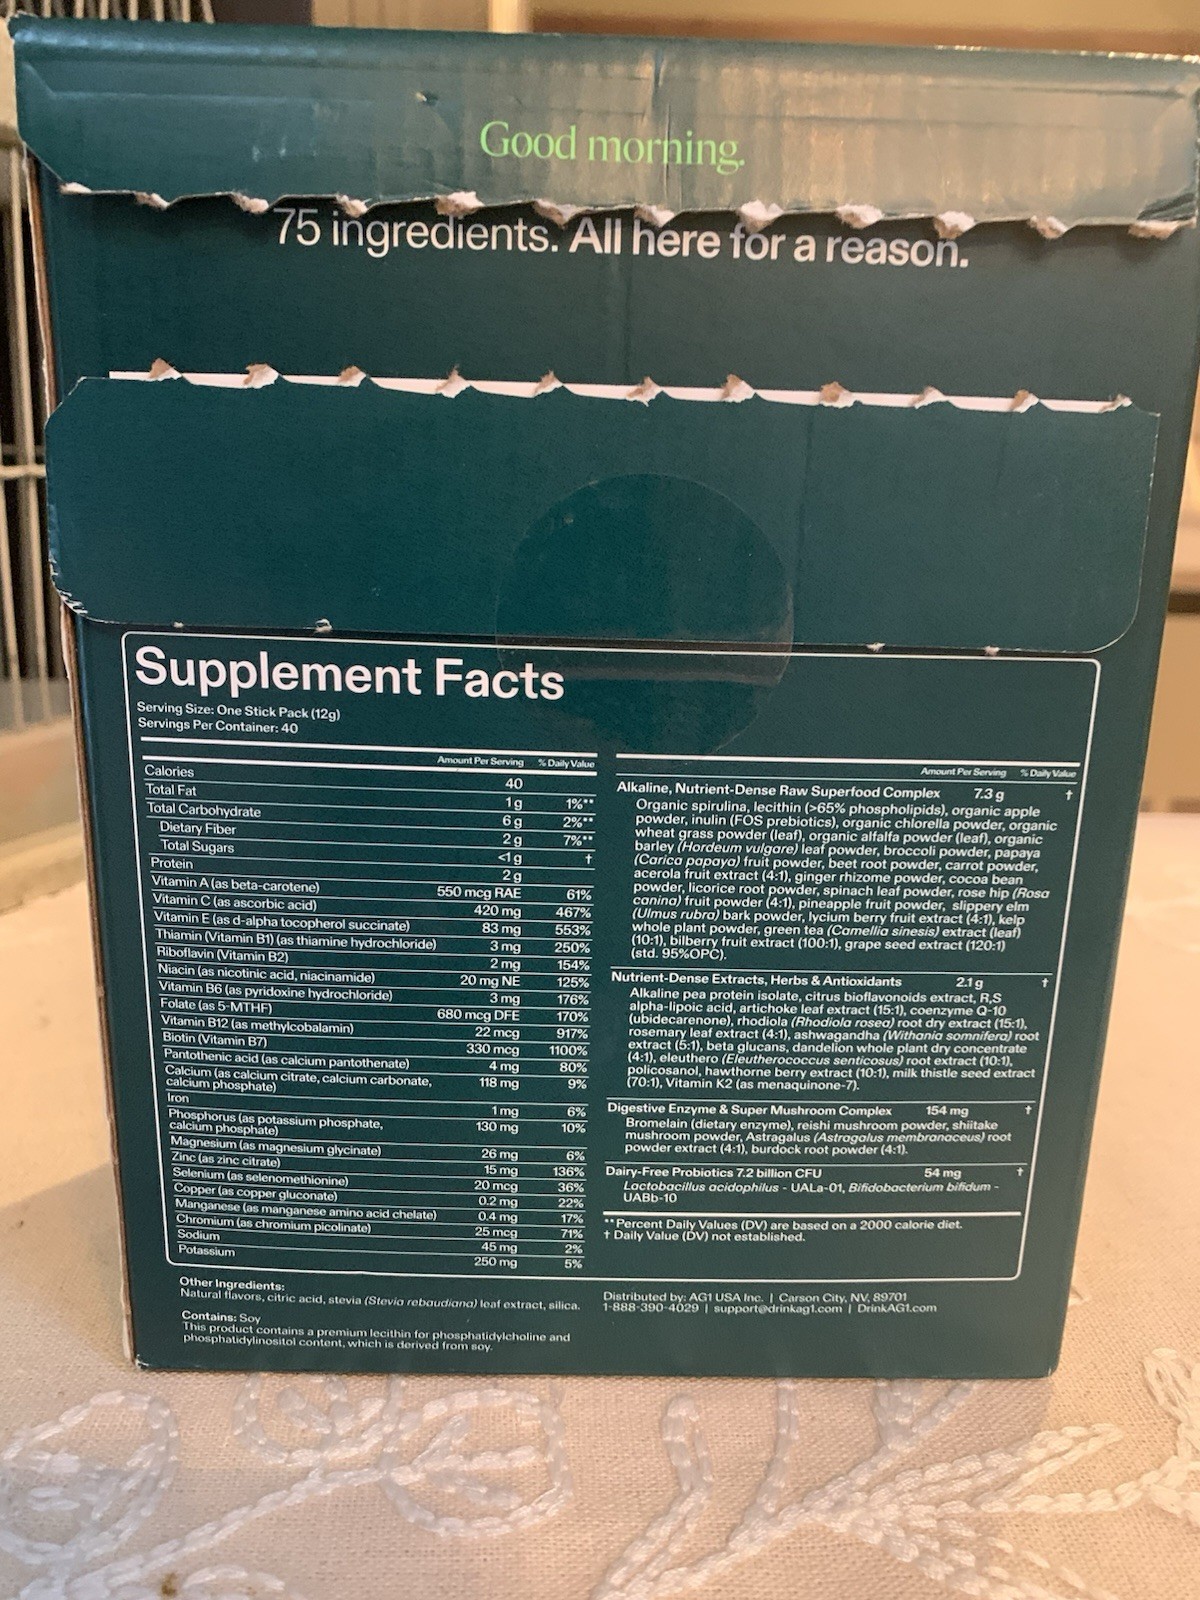 Good morning.
75 ingredients. All here for a reason.
Supplement Facts
Serving Size: One Stick Pack (12g)
Servings Per Container: 40
Amount Per Serving % Daily Value
Calories 40
Total Fat 1 g 1%**
Total Carbohydrate 6 g 2%**
Dietary Fiber 2 g 7%**
Total Sugars <1 g †
Protein 2 g
Vitamin A (as beta-carotene) 550 mcg RAE 61%
Vitamin C (as ascorbic acid) 420 mg 467%
Vitamin E (as d-alpha tocopherol succinate) 83 mg 553%
Thiamin (Vitamin B1) (as thiamine hydrochloride) 3 mg 250%
Riboflavin (Vitamin B2) 2 mg 154%
Niacin (as nicotinic acid, niacinamide) 20 mg NE 125%
Vitamin B6 (as pyridoxine hydrochloride) 3 mg 176%
Folate (as 5-MTHF) 680 mcg DFE 170%
Vitamin B12 (as methylcobalamin) 22 mcg 917%
Biotin (Vitamin B7) 330 mcg 1100%
Pantothenic acid (as calcium pantothenate) 4 mg 80%
Calcium (as calcium citrate, calcium carbonate,
calcium phosphate) 118 mg 9%
Iron 1 mg 6%
Phosphorus (as potassium phosphate,
calcium phosphate) 130 mg 10%
Magnesium (as magnesium glycinate) 26 mg 6%
Zinc (as zinc citrate) 15 mg 136%
Selenium (as selenomethionine) 20 mcg 36%
Copper (as copper gluconate) 0.2 mg 22%
Manganese (as manganese amino acid chelate) 0.4 mg 17%
Chromium (as chromium picolinate) 25 mcg 71%
Sodium 45 mg 2%
Potassium 250 mg 5%
Amount Per Serving % Daily Value
Alkaline, Nutrient-Dense Raw Superfood Complex 7.3 g †
Organic spirulina, lecithin (>65% phospholipids), organic apple
powder, inulin (FOS prebiotics), organic chlorella powder, organic
wheat grass powder (leaf), organic alfalfa powder (leaf), organic
barley (Hordeum vulgare) leaf powder, broccoli powder, papaya
(Carica papaya) fruit powder, beet root powder, carrot powder,
acerola fruit extract (4:1), ginger rhizome powder, cocoa bean
powder, licorice root powder, spinach leaf powder, rose hip (Rosa
canina) fruit powder (4:1), pineapple fruit powder, slippery elm
(Ulmus rubra) bark powder, lycium berry fruit extract (4:1), kelp
whole plant powder, green tea (Camellia sinesis) extract (leaf)
(10:1), bilberry fruit extract (100:1), grape seed extract (120:1)
(std. 95%OPC).
Nutrient-Dense Extracts, Herbs & Antioxidants 2.1 g †
Alkaline pea protein isolate, citrus bioflavonoids extract, R,S
alpha-lipoic acid, artichoke leaf extract (15:1), coenzyme Q-10
(ubidecarenone), rhodiola (Rhodiola rosea) root dry extract (15:1),
rosemary leaf extract (4:1), ashwagandha (Withania somnifera) root
extract (5:1), beta glucans, dandelion whole plant dry concentrate
(4:1), eleuthero (Eleutherococcus senticosus) root extract (10:1),
policosanol, hawthorne berry extract (10:1), milk thistle seed extract
(70:1), Vitamin K2 (as menaquinone-7).
Digestive Enzyme & Super Mushroom Complex 154 mg †
Bromelain (dietary enzyme), reishi mushroom powder, shiitake
mushroom powder, Astragalus (Astragalus membranaceus) root
powder extract (4:1), burdock root powder (4:1).
Dairy-Free Probiotics 7.2 billion CFU 54 mg †
Lactobacillus acidophilus - UALa-01, Bifidobacterium bifidum -
UABb-10
**Percent Daily Values (DV) are based on a 2000 calorie diet.
† Daily Value (DV) not established.
Other Ingredients:
Natural flavors, citric acid, stevia (Stevia rebaudiana) leaf extract, silica.
Contains: Soy
This product contains a premium lecithin for phosphatidylcholine and
phosphatidylinositol content, which is derived from soy.
Distributed by: AG1 USA Inc. | Carson City, NV, 89701
1-888-390-4029 | support@drinkag1.com | DrinkAG1.com